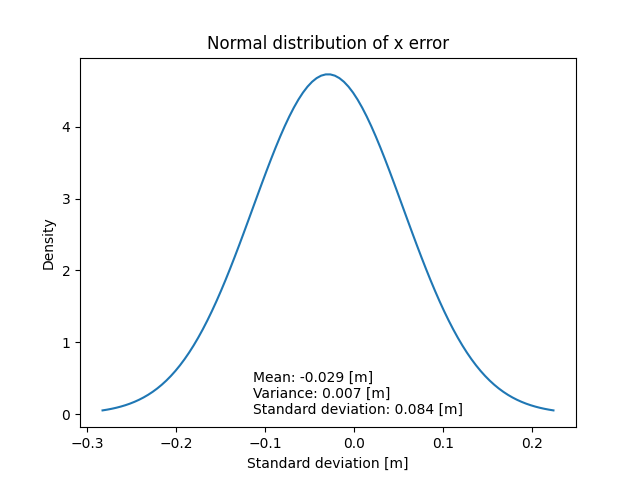 Normal distribution of x error
Density
4
3
2
1
0
Mean: -0.029 [m]
Variance: 0.007 [m]
Standard deviation: 0.084 [m]
−0.3
−0.2
−0.1
0.0
0.1
0.2
Standard deviation [m]